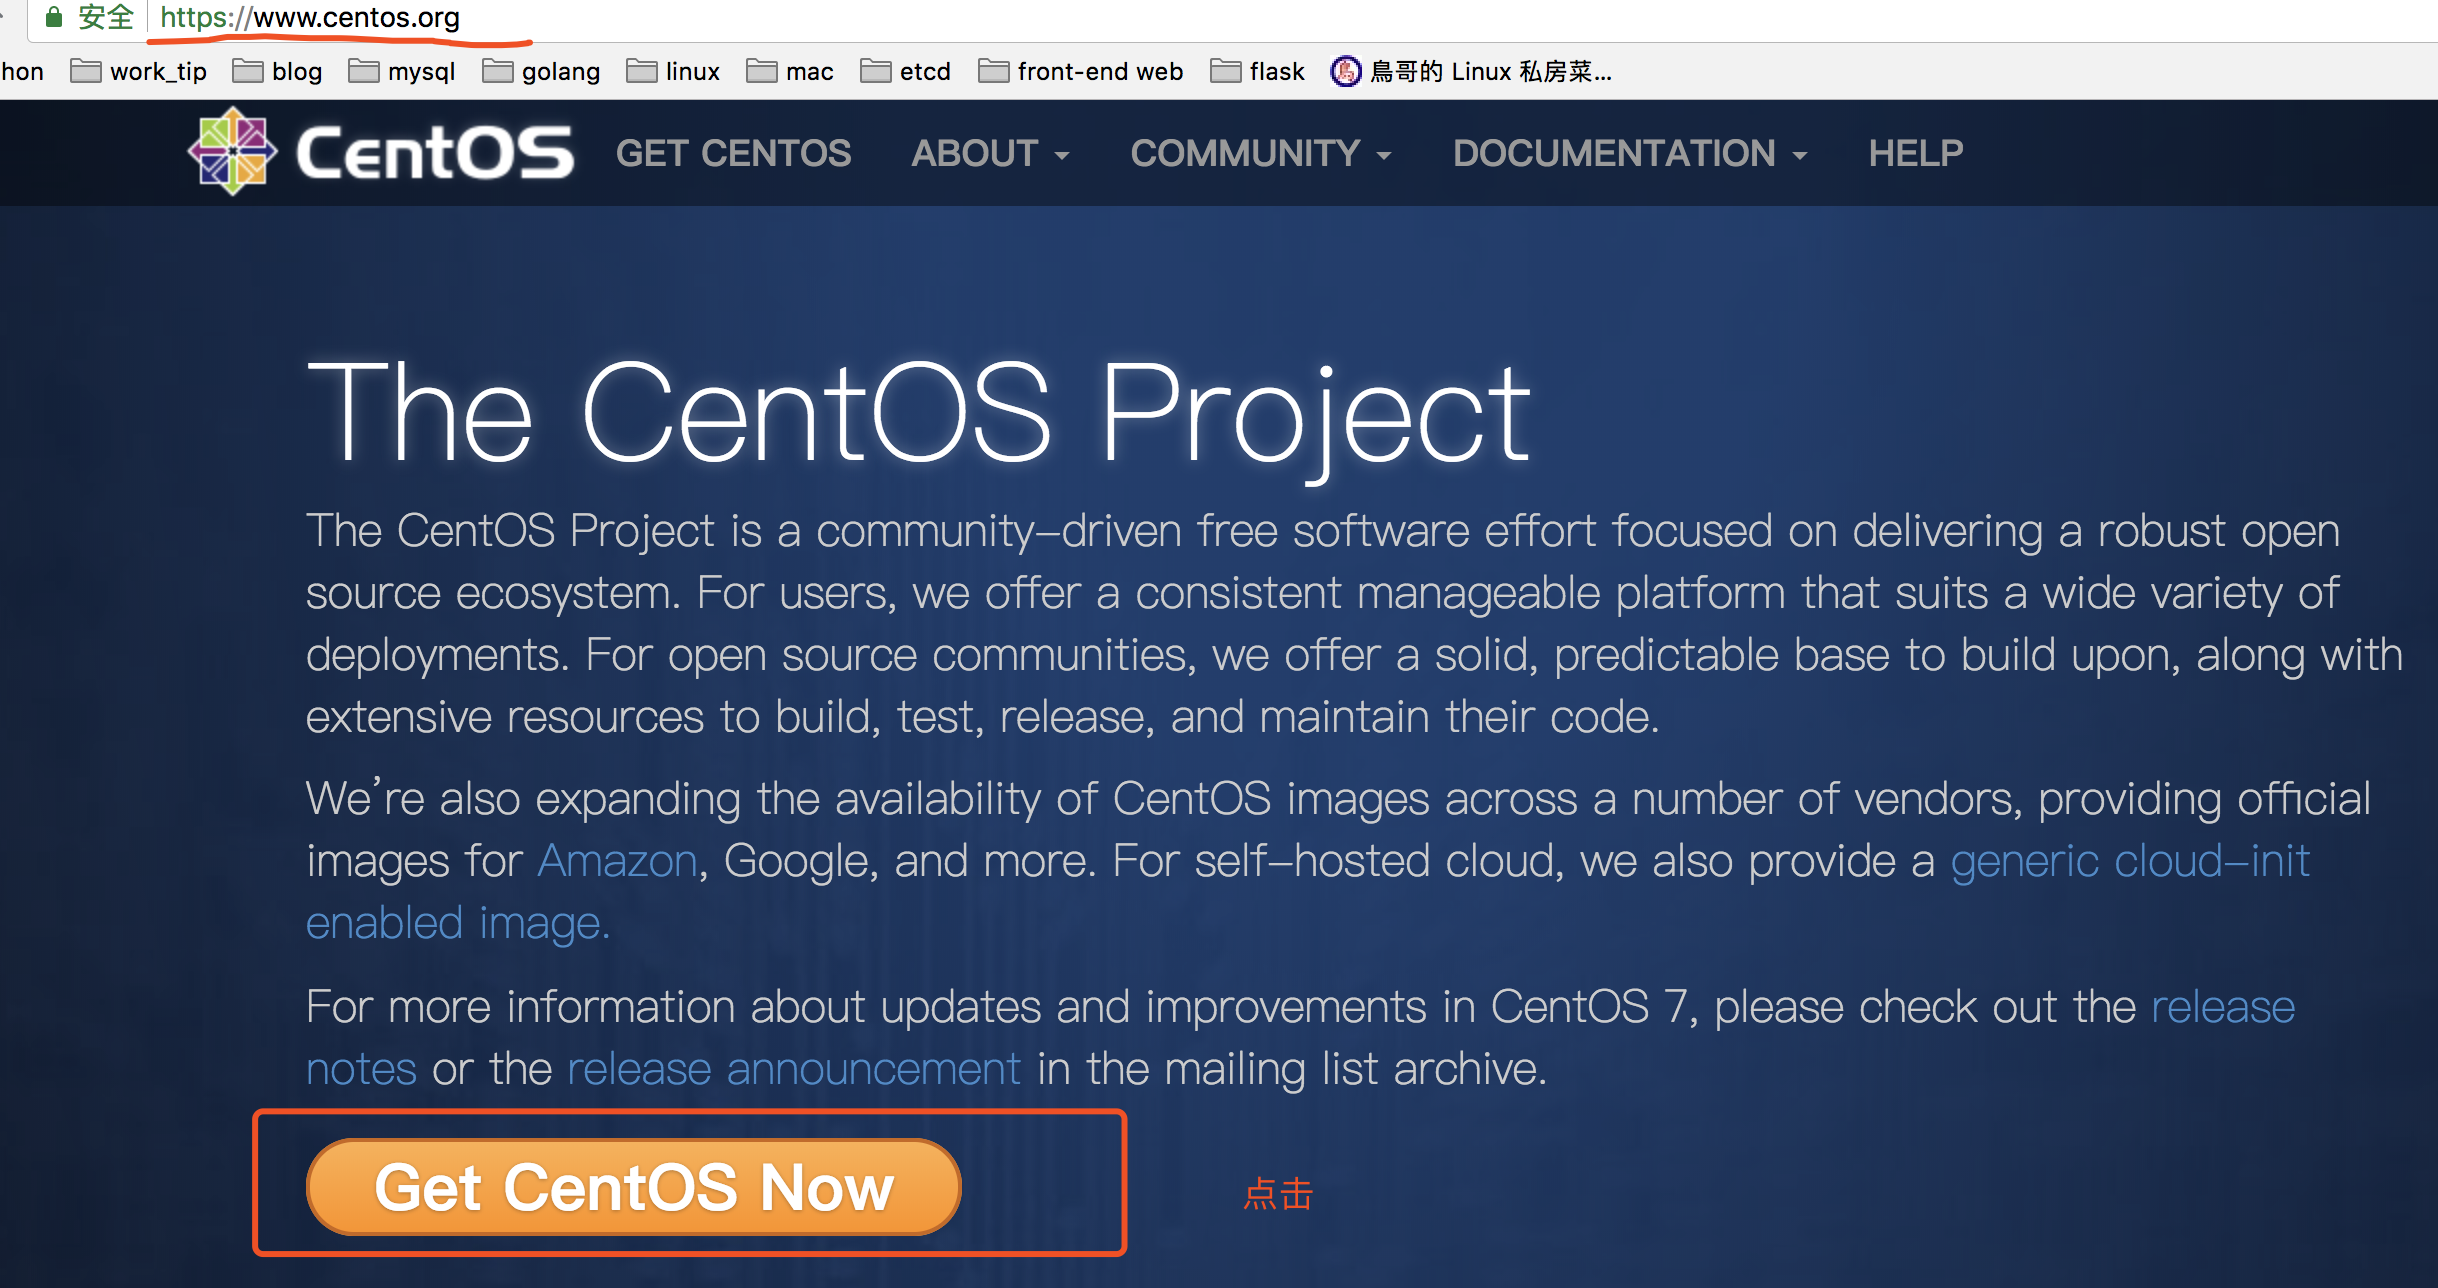 安全 https://www.centos.org
hon work_tip blog mysql golang linux mac etcd front-end web flask 鳥哥的 Linux 私房菜...
CentOS GET CENTOS ABOUT COMMUNITY DOCUMENTATION HELP
The CentOS Project
The CentOS Project is a community-driven free software effort focused on delivering a robust open
source ecosystem. For users, we offer a consistent manageable platform that suits a wide variety of
deployments. For open source communities, we offer a solid, predictable base to build upon, along with
extensive resources to build, test, release, and maintain their code.
We're also expanding the availability of CentOS images across a number of vendors, providing official
images for Amazon, Google, and more. For self-hosted cloud, we also provide a generic cloud-init
enabled image.
For more information about updates and improvements in CentOS 7, please check out the release
notes or the release announcement in the mailing list archive.
Get CentOS Now 点击